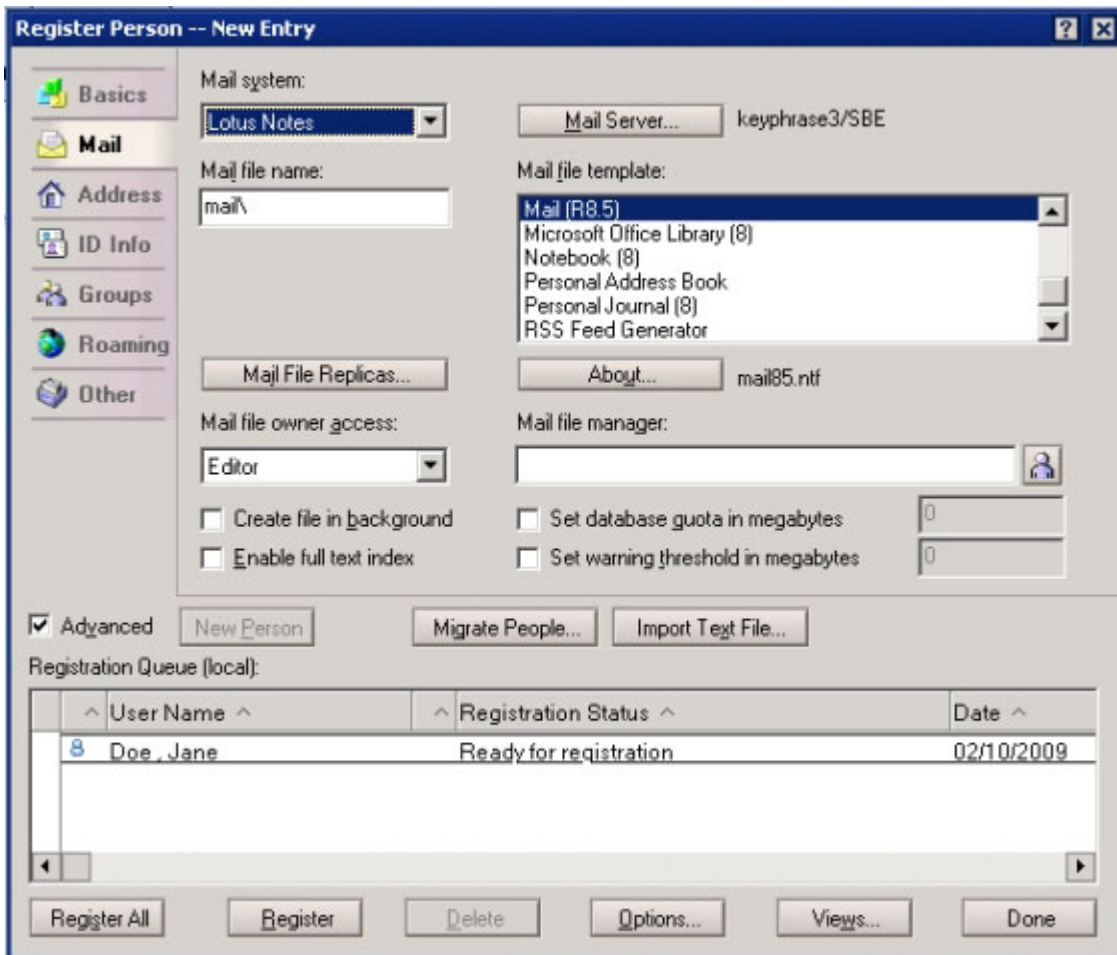 Register Person -- New Entry
Basics
Mail
Address
ID Info
Groups
Roaming
Other
Mail system:
Lotus Notes
Mail Server... keyphrase3/SBE
Mail file name:
mail\
Mail file template:
Mail (R8.5)
Microsoft Office Library (8)
Notebook (8)
Personal Address Book
Personal Journal (8)
RSS Feed Generator
Mail File Replicas...
About... mail85.ntf
Mail file owner access:
Editor
Mail file manager:
Create file in background
Enable full text index
Set database quota in megabytes 0
Set warning threshold in megabytes 0
Advanced New Person Migrate People... Import Text File...
Registration Queue (local):
User Name Registration Status Date
Doe , Jane Ready for registration 02/10/2009
Register All Register Delete Options... Views... Done